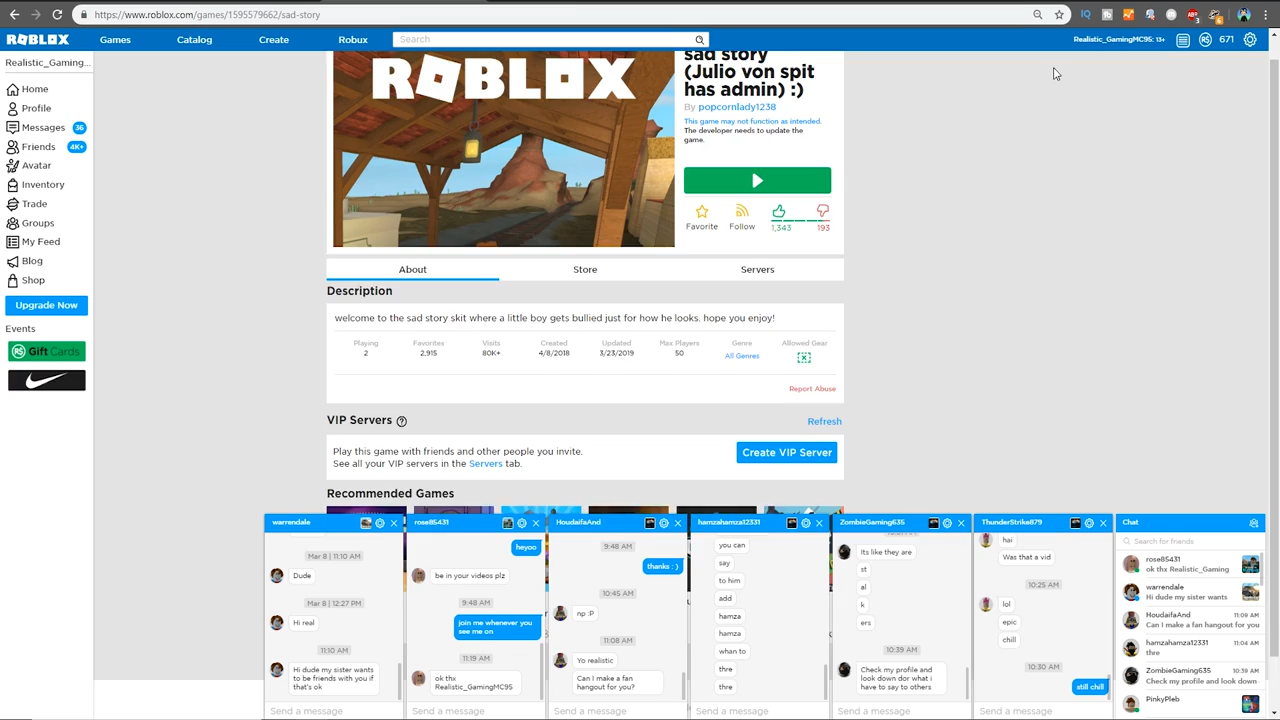 https://www.roblox.com/games/1595579662/sad-story
ROBLOX
Games
Catalog
Create
Robux
Search
Realistic_GamingMC95: 13+
671
Realistic_Gaming...
Home
Profile
Messages
36
Friends
4K+
Avatar
Inventory
Trade
Groups
My Feed
Blog
Shop
Upgrade Now
Events
Gift Cards
ROBLOX
sad story
(Julio von spit
has admin) :)
By popcornlady1238
This game may not function as intended.
The developer needs to update the
game.
Favorite
Follow
1,343
193
About
Store
Servers
Description
welcome to the sad story skit where a little boy gets bullied just for how he looks. hope you enjoy!
Playing
Favorites
Visits
Created
Updated
Max Players
Genre
Allowed Gear
2
2,915
80K+
4/8/2018
3/23/2019
50
All Genres
Report Abuse
VIP Servers
Refresh
Play this game with friends and other people you invite.
See all your VIP servers in the Servers tab.
Create VIP Server
Recommended Games
warrendale
Mar 8 | 11:10 AM
Dude
Mar 8 | 12:27 PM
Hi real
11:10 AM
Hi dude my sister wants
to be friends with you if
that's ok
Send a message
rose85431
heyoo
be in your videos plz
9:48 AM
join me whenever you
see me on
11:19 AM
ok thx
Realistic_GamingMC95
Send a message
HoudaifaAnd
9:48 AM
thanks : )
10:45 AM
np :P
11:08 AM
Yo realistic
Can I make a fan
hangout for you?
Send a message
hamzahamza12331
you can
say
to him
add
hamza
hamza
whan to
thre
thre
Send a message
ZombieGaming635
Its like they are
st
al
k
ers
10:39 AM
Check my profile and
look down dor what i
have to say to others
Send a message
ThunderStrike879
hai
Was that a vid
10:25 AM
lol
epic
chill
10:30 AM
still chill
Send a message
Chat
Search for friends
rose85431
ok thx Realistic_Gaming
warrendale
Hi dude my sister wants
HoudaifaAnd
11:09 AM
Can I make a fan hangout for you
hamzahamza12331
11:04 AM
thre
ZombieGaming635
10:39 AM
Check my profile and look down
PinkyPleb